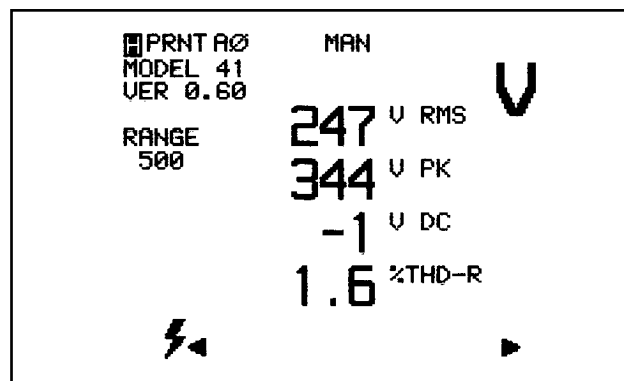 H PRNT AØ MAN
MODEL 41
VER 0.60
V
247 V RMS
RANGE
500
344 V PK
-1 V DC
1.6 %THD-R